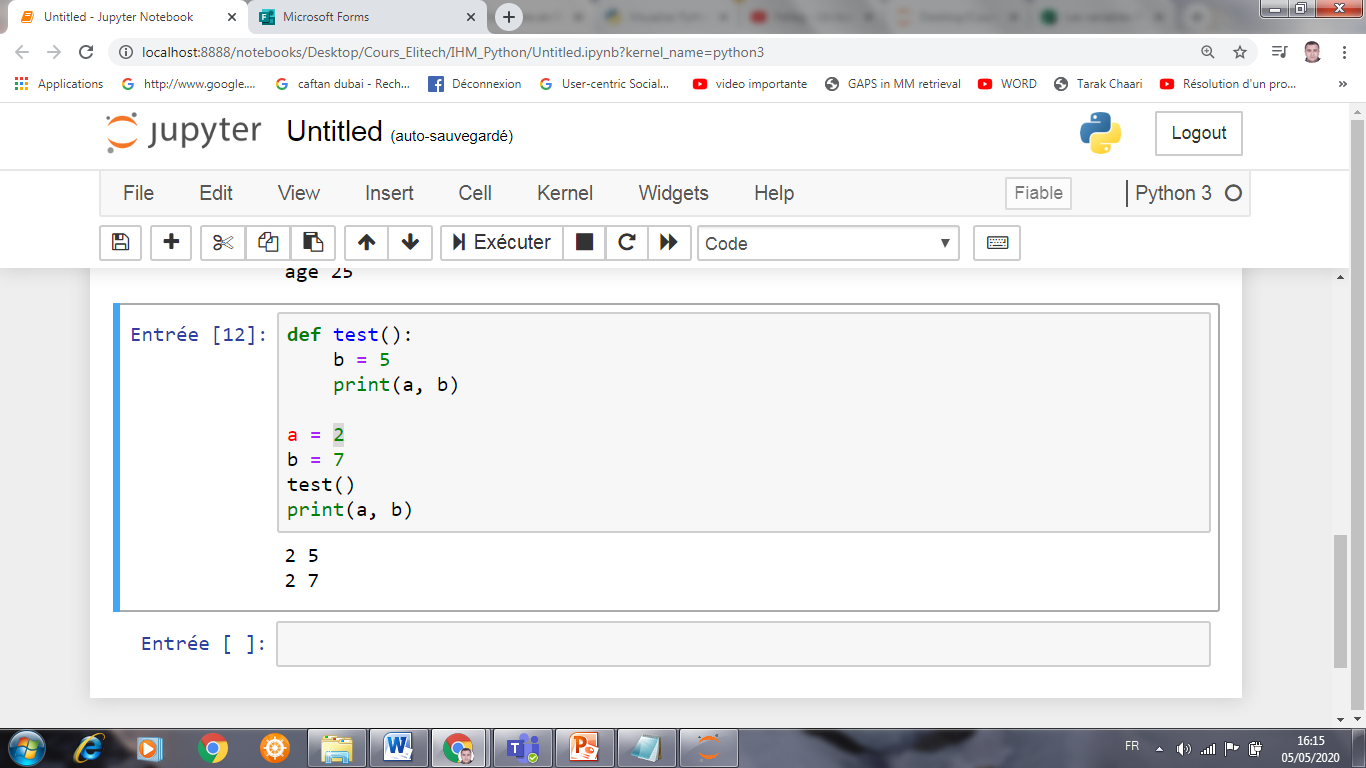 Untitled - Jupyter Notebook
Microsoft Forms
localhost:8888/notebooks/Desktop/Cours_Elitech/IHM_Python/Untitled.ipynb?kernel_name=python3
Applications
http://www.google....
caftan dubai - Rech...
Déconnexion
User-centric Social...
video importante
GAPS in MM retrieval
WORD
Tarak Chaari
Résolution d'un pro...
»
jupyter Untitled (auto-sauvegardé)
Logout
File Edit View Insert Cell Kernel Widgets Help
Fiable
Python 3
Exécuter
Code
age 25
Entrée [12]:
def test():
    b = 5
    print(a, b)
a = 2
b = 7
test()
print(a, b)
2 5
2 7
Entrée [ ]:
FR
16:15
05/05/2020